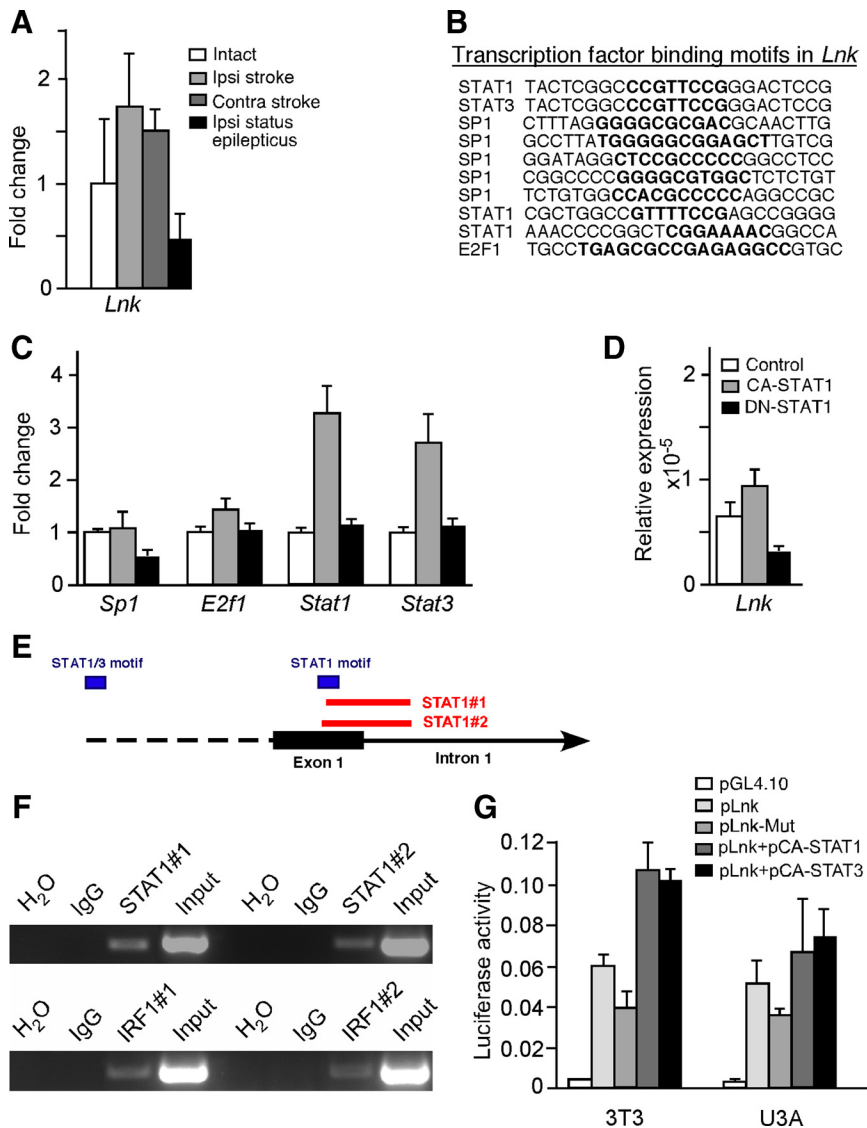 A
Fold change
2
1
0
Lnk
Intact
Ipsi stroke
Contra stroke
Ipsi status
epilepticus
B
Transcription factor binding motifs in Lnk
STAT1 TACTCGGCCCGTTCCGGGACTCCG
STAT3 TACTCGGCCCGTTCCGGGACTCCG
SP1 CTTTAGGGGGCGCGACGCAACTTG
SP1 GCCTTATGGGGGCGGAGCTTGTCG
SP1 GGATAGGCTCCGCCCCCGGCCTCC
SP1 CGGCCCCGGGGCGTGGCTCTCTGT
SP1 TCTGTGGCCACGCCCCCAGGCCGC
STAT1 CGCTGGCCGTTTTCCGAGCCGGGG
STAT1 AAACCCCGGCTCGGAAAACGGCCA
E2F1 TGCCTGAGCGCCGAGAGGCCGTGC
C
Fold change
4
3
2
1
0
Sp1 E2f1 Stat1 Stat3
D
Relative expression
x10-5
2
1
0
Control
CA-STAT1
DN-STAT1
Lnk
E
STAT1/3 motif
STAT1 motif
STAT1#1
STAT1#2
Exon 1
Intron 1
F
H2O IgG STAT1#1 Input H2O IgG STAT1#2 Input
H2O IgG IRF1#1 Input H2O IgG IRF1#2 Input
G
pGL4.10
pLnk
pLnk-Mut
pLnk+pCA-STAT1
pLnk+pCA-STAT3
Luciferase activity
0.12
0.10
0.08
0.06
0.04
0.02
0
3T3 U3A